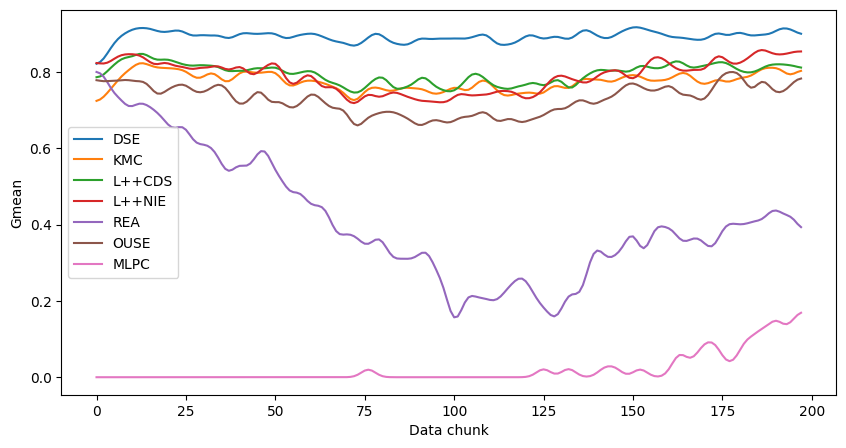 Gmean
0.8
0.6
0.4
0.2
0.0
DSE
KMC
L++CDS
L++NIE
REA
OUSE
MLPC
0 25 50 75 100 125 150 175 200
Data chunk